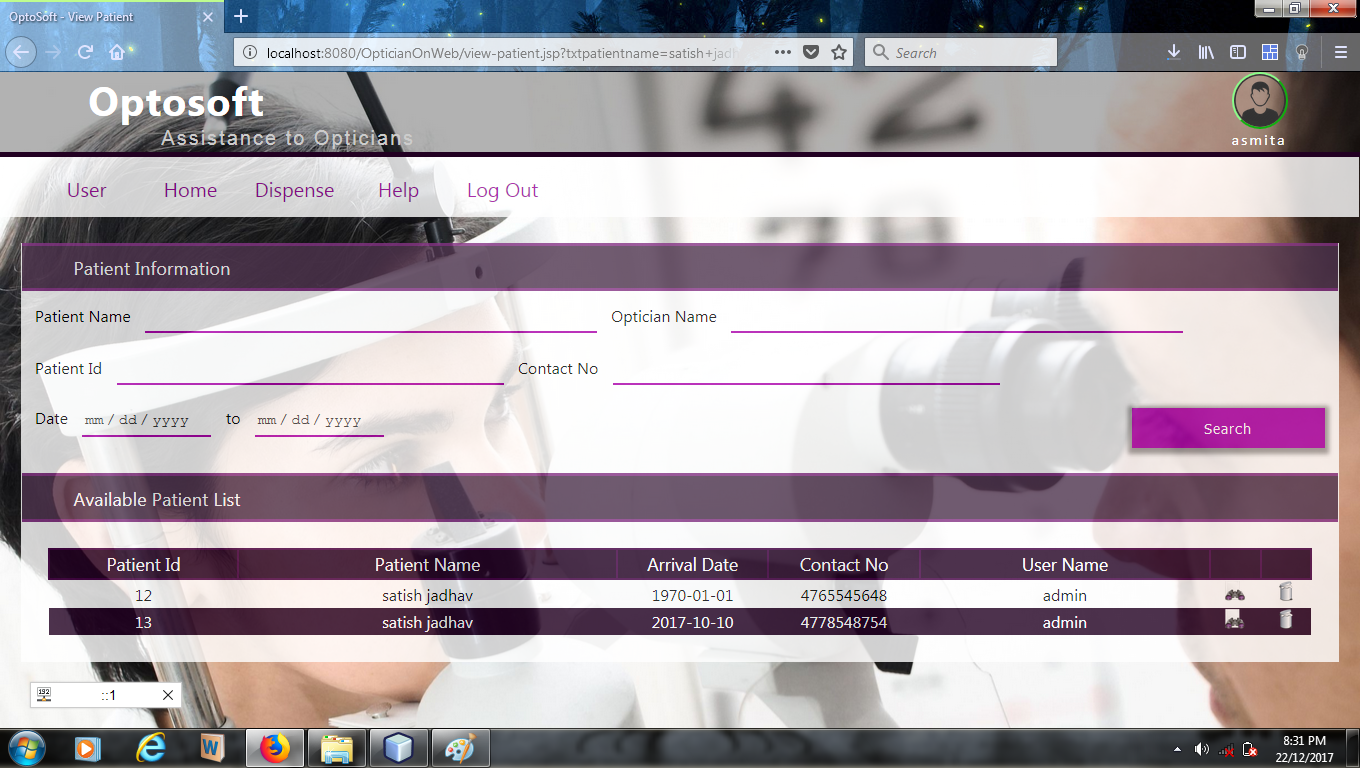 OptoSoft - View Patient
localhost:8080/OpticianOnWeb/view-patient.jsp?txtpatientname=satish+jadh
Search
Optosoft
Assistance to Opticians
asmita
User Home Dispense Help Log Out
Patient Information
Patient Name Optician Name
Patient Id Contact No
Date mm / dd / yyyy to mm / dd / yyyy
Search
Available Patient List
Patient Id Patient Name Arrival Date Contact No User Name
12 satish jadhav 1970-01-01 4765545648 admin
13 satish jadhav 2017-10-10 4778548754 admin
::1
8:31 PM
22/12/2017